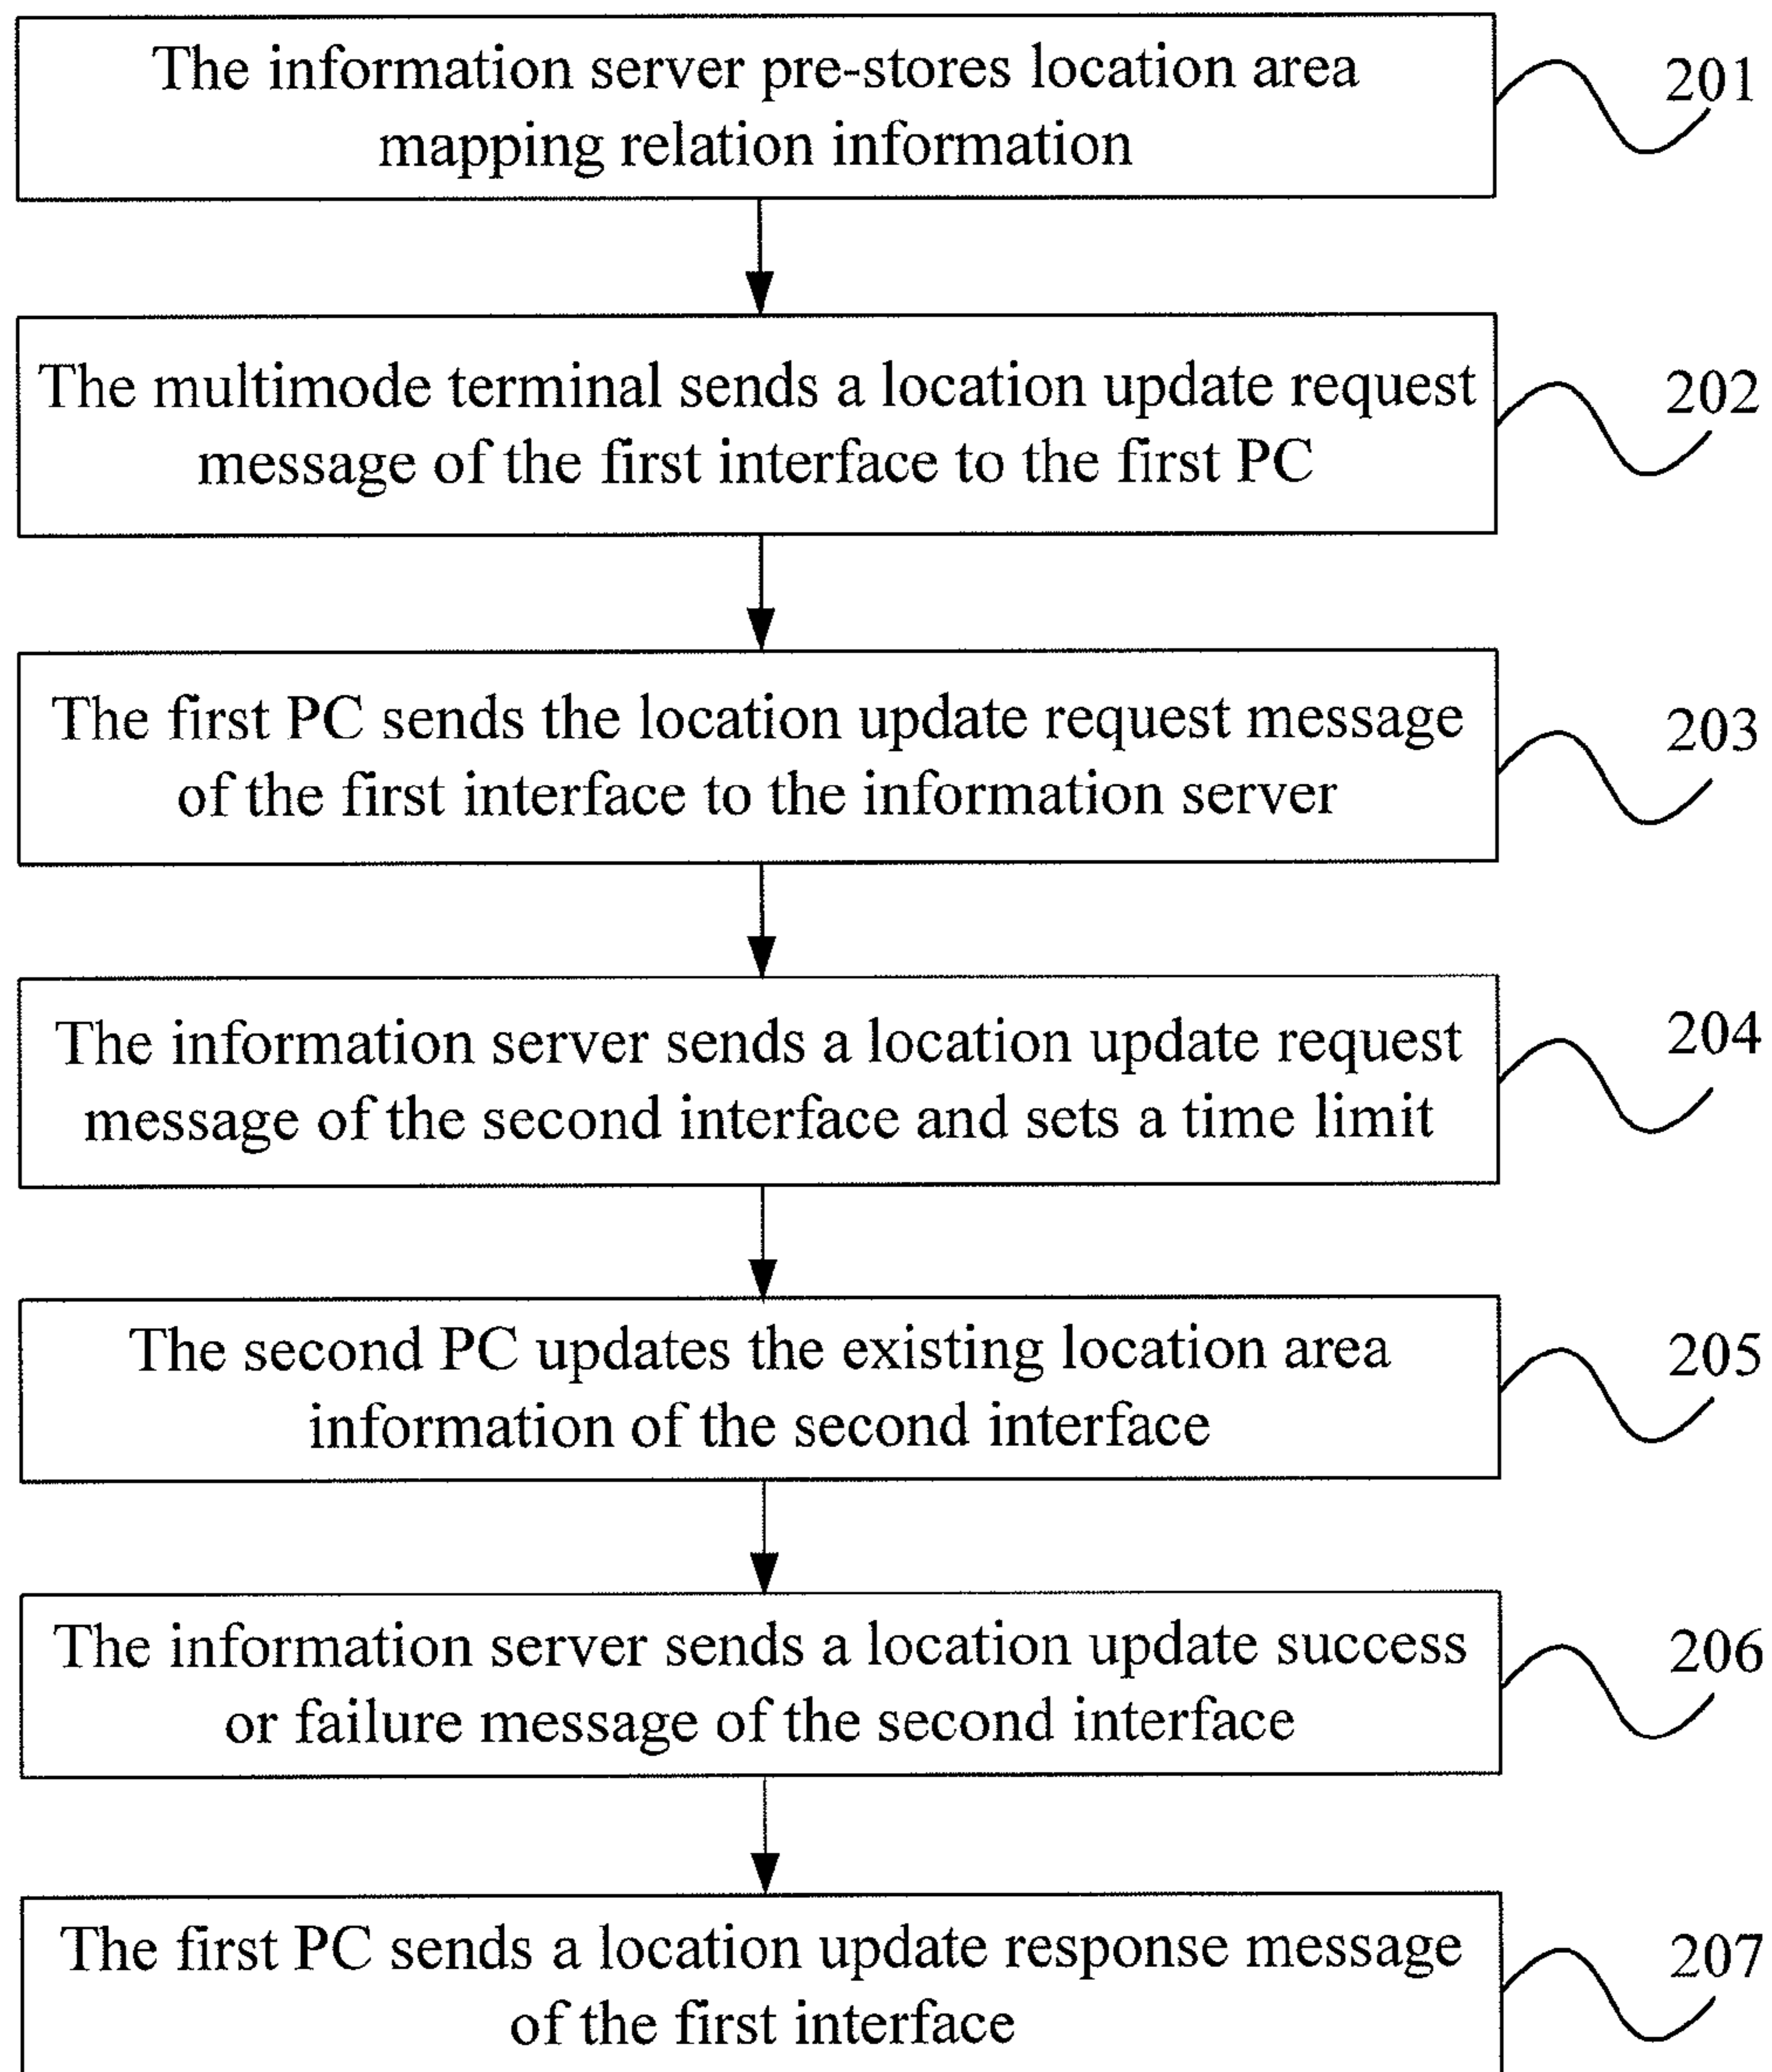 The information server pre-stores location area
mapping relation information
201
The multimode terminal sends a location update request
message of the first interface to the first PC
202
The first PC sends the location update request message
of the first interface to the information server
203
The information server sends a location update request
message of the second interface and sets a time limit
204
The second PC updates the existing location area
information of the second interface
205
The information server sends a location update success
or failure message of the second interface
206
The first PC sends a location update response message
of the first interface
207